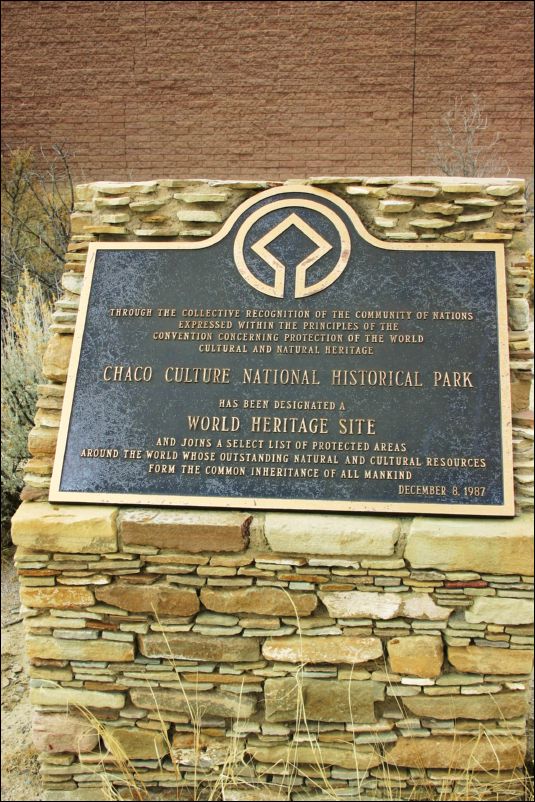 THROUGH THE COLLECTIVE RECOGNITION OF THE COMMUNITY OF NATIONS
EXPRESSED WITHIN THE PRINCIPLES OF THE
CONVENTION CONCERNING PROTECTION OF THE WORLD
CULTURAL AND NATURAL HERITAGE
CHACO CULTURE NATIONAL HISTORICAL PARK
HAS BEEN DESIGNATED A
WORLD HERITAGE SITE
AND JOINS A SELECT LIST OF PROTECTED AREAS
AROUND THE WORLD WHOSE OUTSTANDING NATURAL AND CULTURAL RESOURCES
FORM THE COMMON INHERITANCE OF ALL MANKIND
DECEMBER 8, 1987